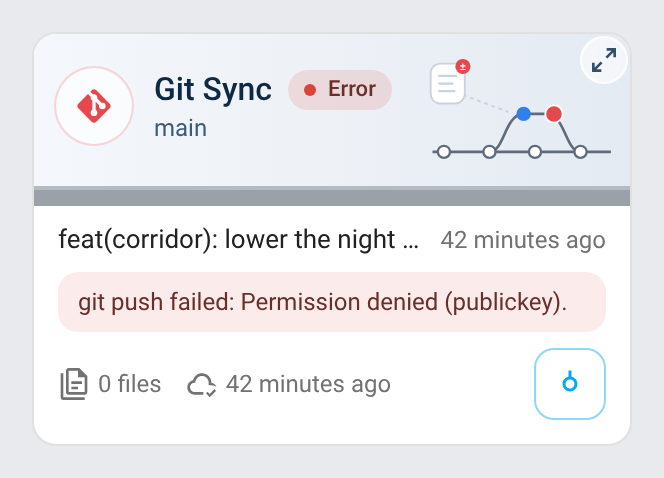 Git Sync
Error
main
feat(corridor): lower the night ...
42 minutes ago
git push failed: Permission denied (publickey).
0 files
42 minutes ago